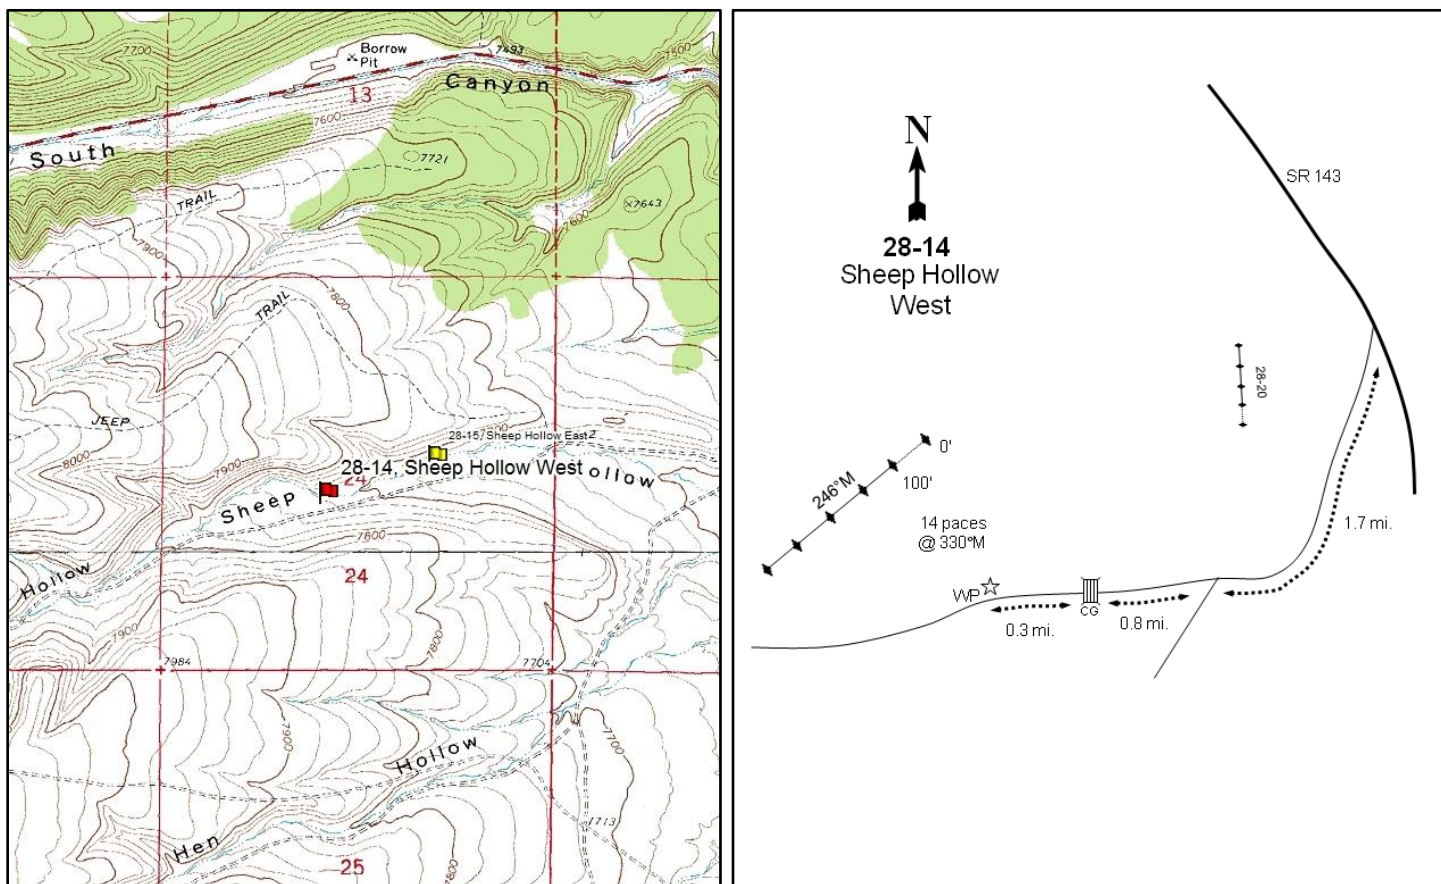 7700
Borrow
Pit
7493
7500
Canyon
13
7600
South
7721
TRAIL
7643
7600
7900
7800
TRAIL
JEEP
8000
28-15, Sheep Hollow East
7900
28-14, Sheep Hollow West
24
Sheep
ollow
7800
Hollow
24
7900
7800
7984
7704
7900
7700
Hollow
7713
Hen
25
N
28-14
Sheep Hollow
West
SR 143
28-20
0'
100'
246°M
14 paces
@ 330°M
1.7 mi.
WP
CG
0.3 mi.
0.8 mi.